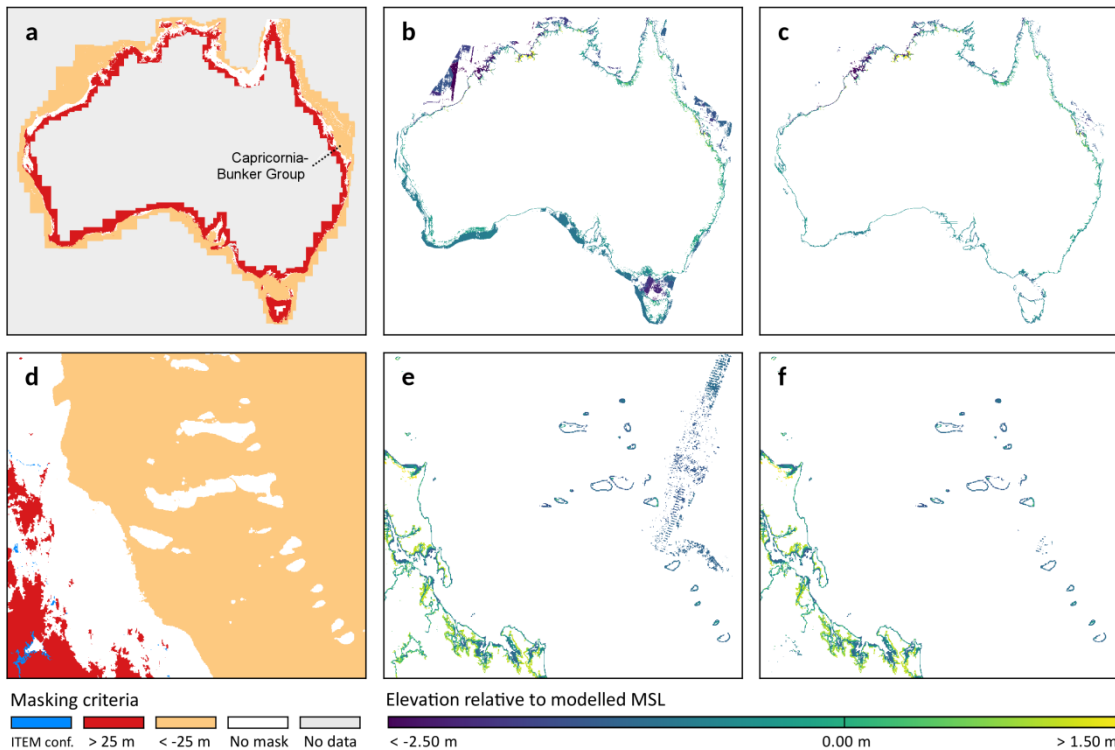 a
b
c
Capricornia-
Bunker Group
d
e
f
Masking criteria
ITEM conf.
> 25 m
< -25 m
No mask
No data
Elevation relative to modelled MSL
< -2.50 m
0.00 m
> 1.50 m